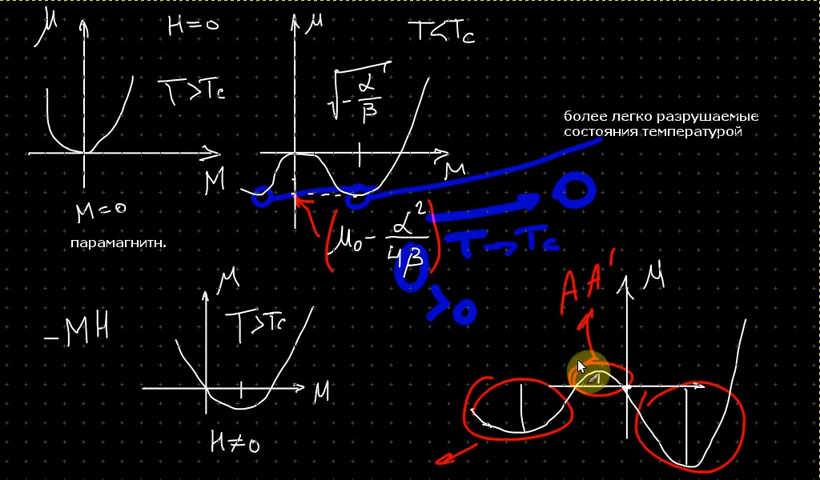 μ
H=0
T>Tc
M
M=0
парамагнитн.
μ
T<Tc
√-α/β
M
более легко разрушаемые
состояния температурой
(μ₀ - α²/4β)
T→Tc
0
>0
-MH
μ
T>Tc
M
H≠0
A A'
μ